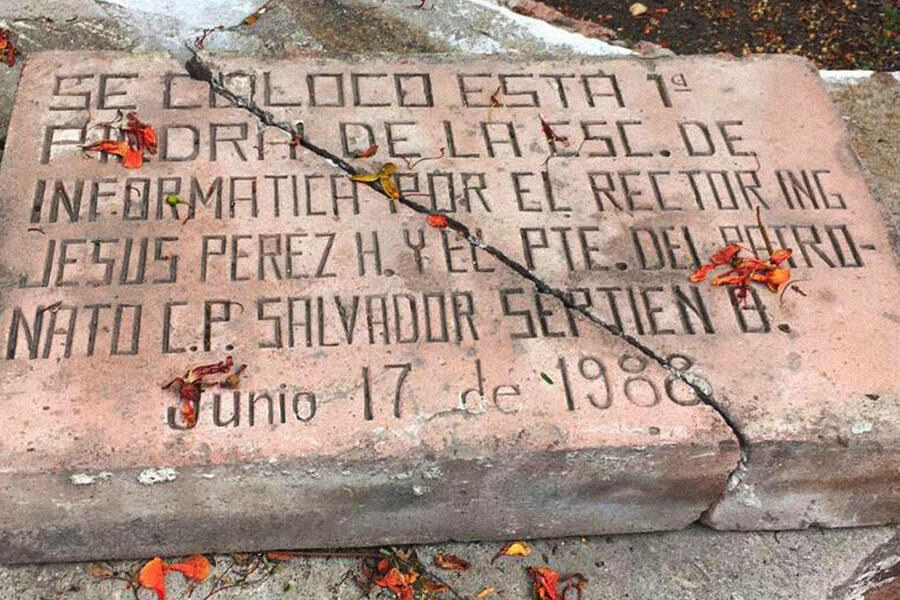 SE COLOCO ESTA 1ª
PIEDRA DE LA ESC. DE
INFORMATICA POR EL RECTOR ING
JESUS PEREZ H. Y EL PTE. DEL PATRO-
NATO C.P. SALVADOR SEPTIEN B.
Junio 17 de 1988